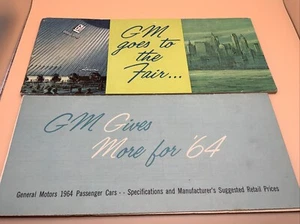 GM
goes to
the
Fair...
GM Gives
More for '64
General Motors 1964 Passenger Cars -- Specifications and Manufacturer's Suggested Retail Prices